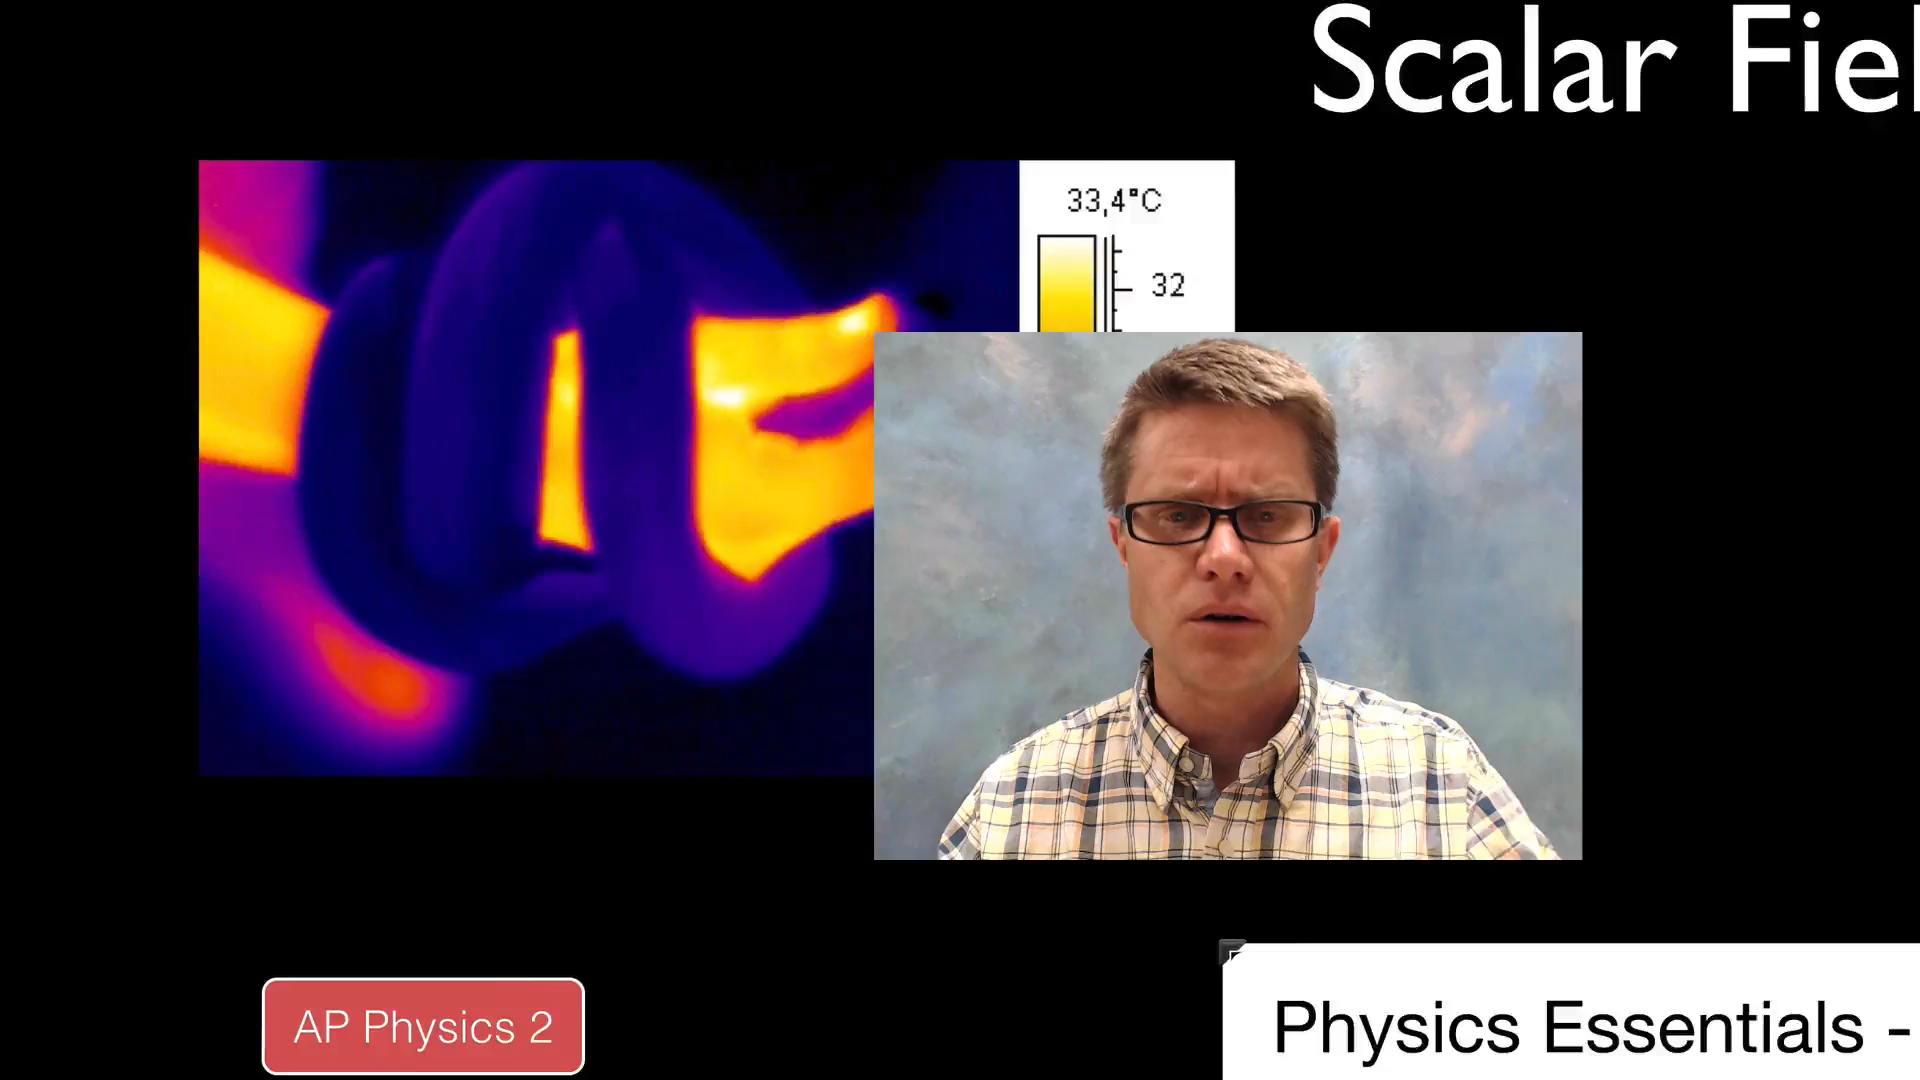 Scalar Fiel
33,4°C
32
AP Physics 2
Physics Essentials -